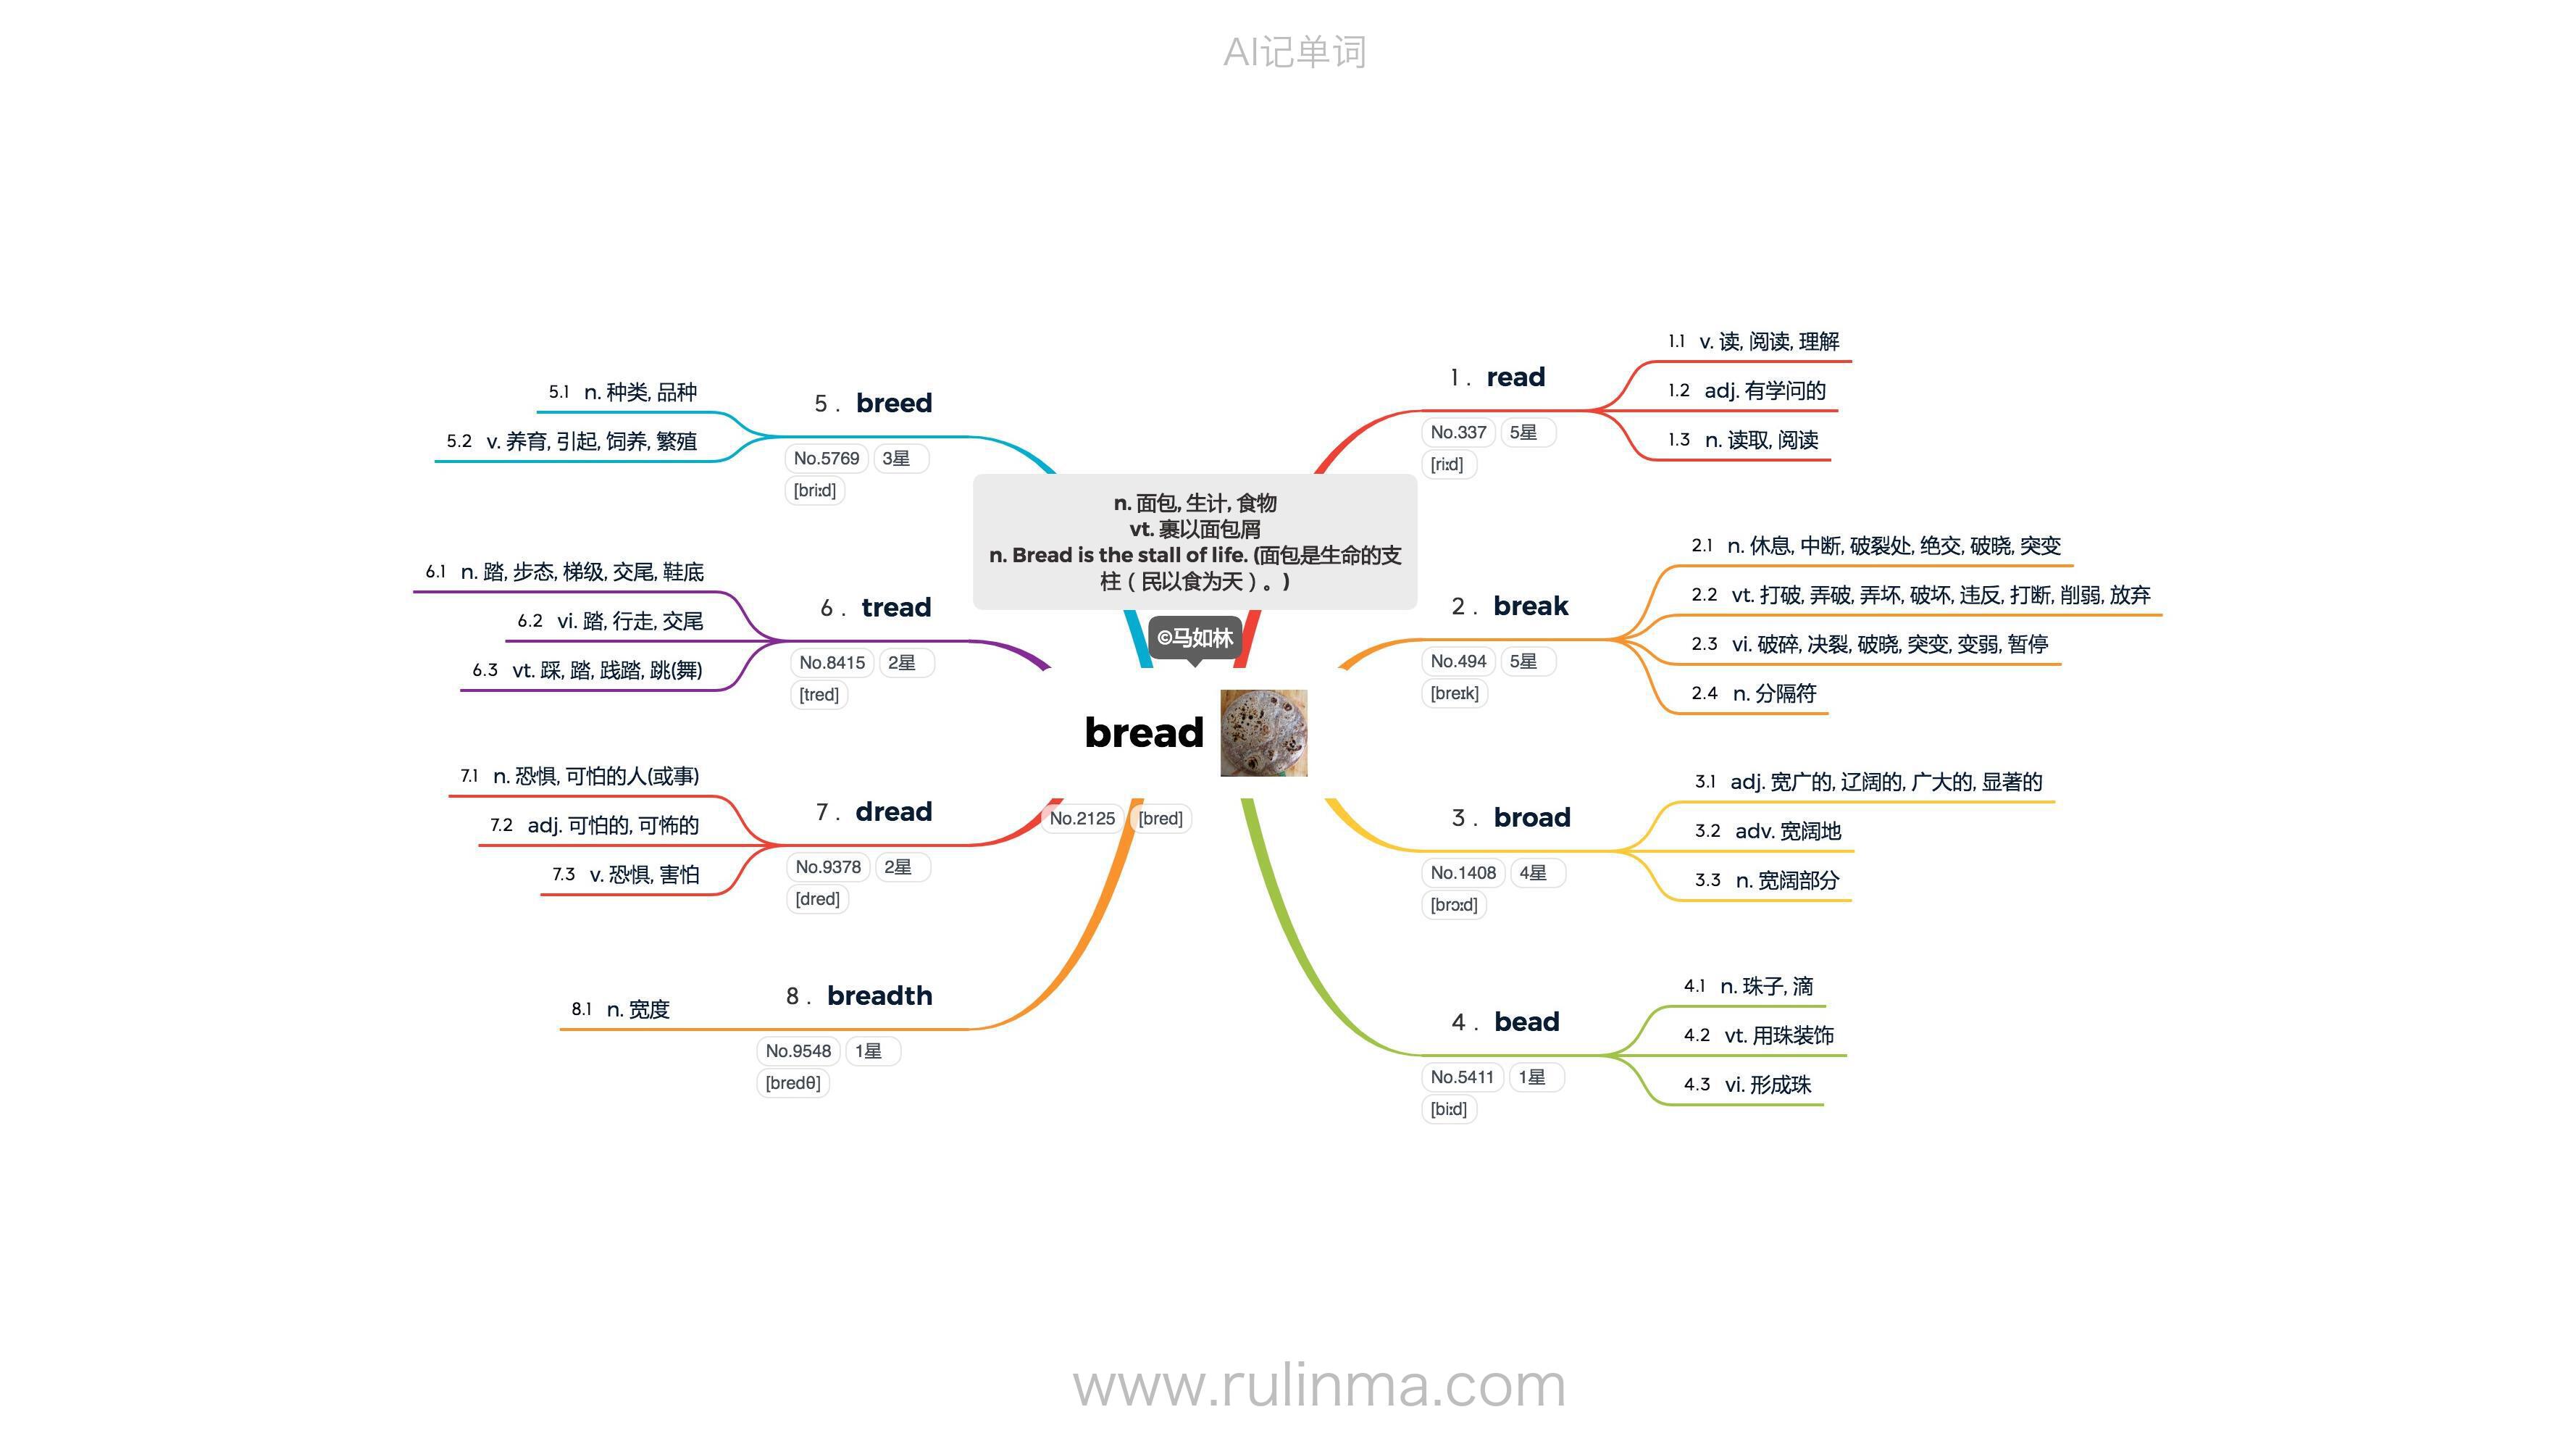 AI记单词
n. 面包, 生计, 食物
vt. 裹以面包屑
n. Bread is the stall of life. (面包是生命的支
柱（民以食为天）。)
©马如林
bread
No.2125 [bred]
1. read
No.337 5星
[ri:d]
1.1 v. 读, 阅读, 理解
1.2 adj. 有学问的
1.3 n. 读取, 阅读
2. break
No.494 5星
[breɪk]
2.1 n. 休息, 中断, 破裂处, 绝交, 破晓, 突变
2.2 vt. 打破, 弄破, 弄坏, 破坏, 违反, 打断, 削弱, 放弃
2.3 vi. 破碎, 决裂, 破晓, 突变, 变弱, 暂停
2.4 n. 分隔符
3. broad
No.1408 4星
[brɔ:d]
3.1 adj. 宽广的, 辽阔的, 广大的, 显著的
3.2 adv. 宽阔地
3.3 n. 宽阔部分
4. bead
No.5411 1星
[bi:d]
4.1 n. 珠子, 滴
4.2 vt. 用珠装饰
4.3 vi. 形成珠
5. breed
No.5769 3星
[bri:d]
5.1 n. 种类, 品种
5.2 v. 养育, 引起, 饲养, 繁殖
6. tread
No.8415 2星
[tred]
6.1 n. 踏, 步态, 梯级, 交尾, 鞋底
6.2 vi. 踏, 行走, 交尾
6.3 vt. 踩, 踏, 践踏, 跳(舞)
7. dread
No.9378 2星
[dred]
7.1 n. 恐惧, 可怕的人(或事)
7.2 adj. 可怕的, 可怖的
7.3 v. 恐惧, 害怕
8. breadth
No.9548 1星
[bredθ]
8.1 n. 宽度
www.rulinma.com